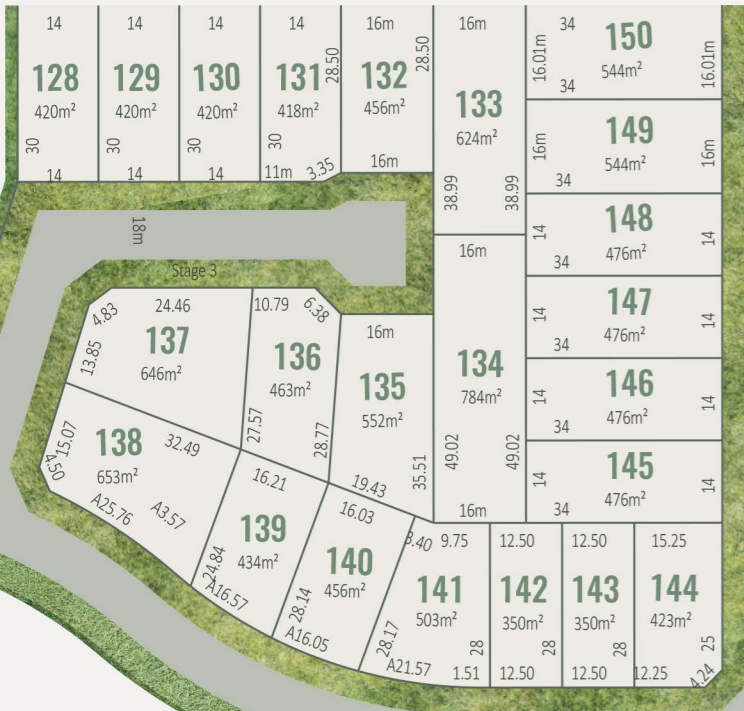 14 14 14 14 16m 16m 34
128 129 130 131 132 133 150
420m² 420m² 420m² 418m² 456m² 624m² 544m²
28.50 28.50 16.01m 16.01m
34
30 30 30 30
14 14 14 11m 3.35 16m
38.99 38.99
149
544m²
16m 16m
34
148
476m²
14 14
34
18m
Stage 3
147
476m²
14 14
34
146
476m²
14 14
34
145
476m²
14 14
34
4.83 24.46
137
646m²
13.85
10.79 6.38
136
463m²
27.57 28.77
16m
135
552m²
35.51
19.43
16m
134
784m²
49.02 49.02
16m
15.07 32.49
138
653m²
4.50
A25.76 A3.57
16.21
139
434m²
24.84
A16.57
16.03
140
456m²
28.14
A16.05
3.40 9.75
141
503m²
28.17 28
A21.57 1.51
12.50
142
350m²
28
12.50
12.50
143
350m²
28
12.50
15.25
144
423m²
25
12.25 4.24